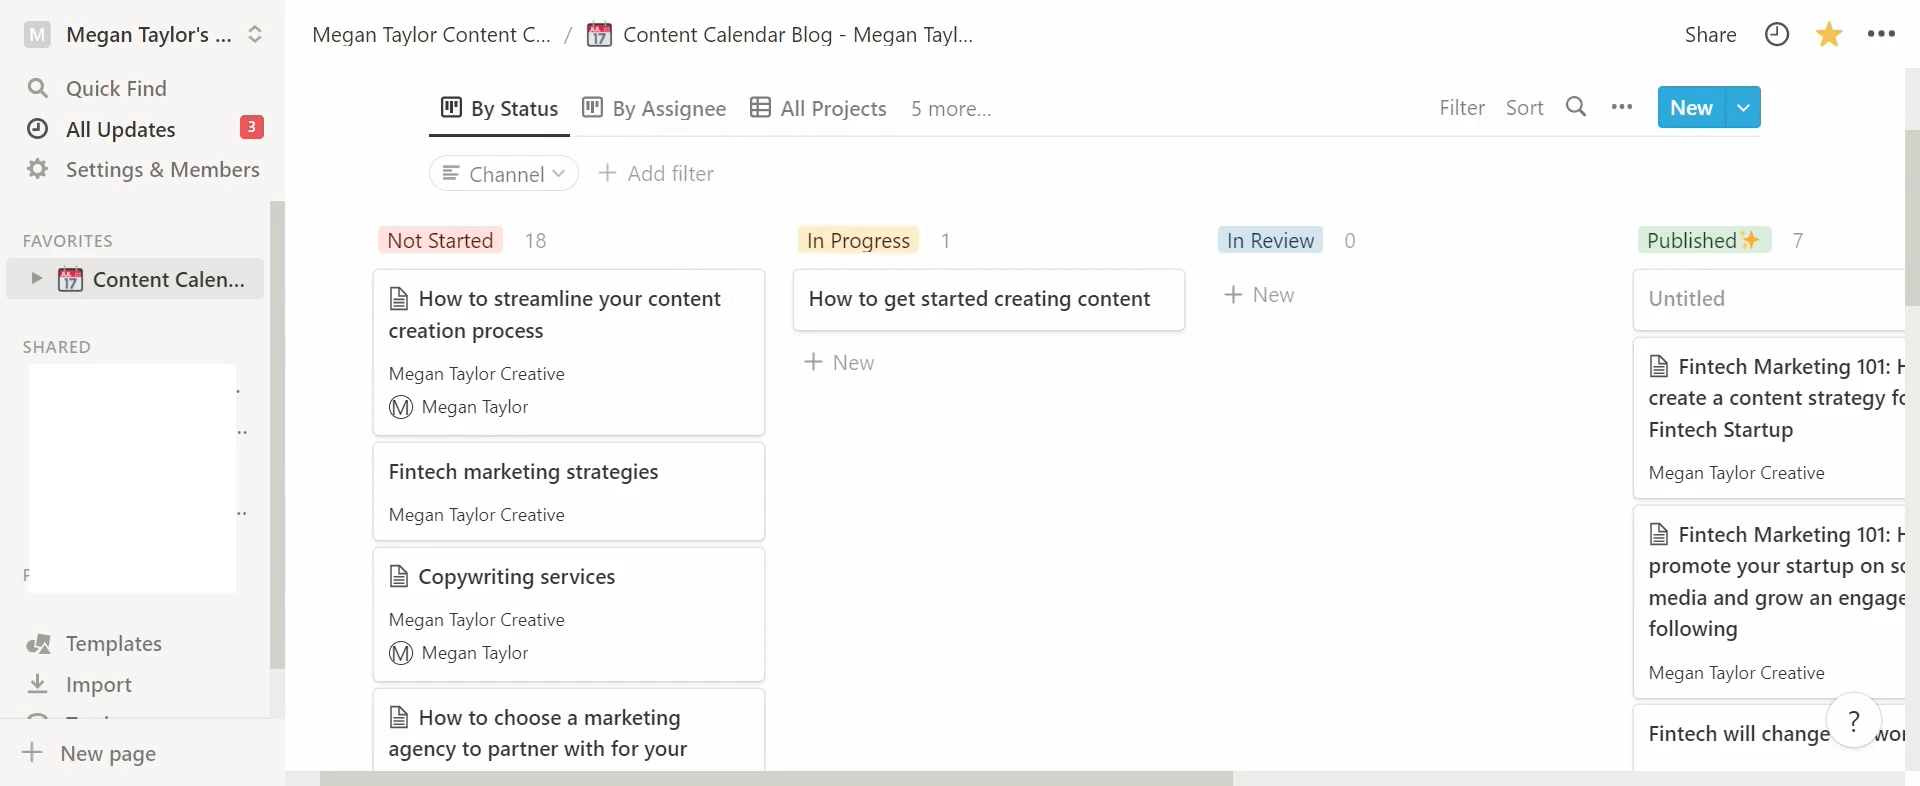 M Megan Taylor's ...
Quick Find
All Updates 3
Settings & Members
FAVORITES
Content Calen...
SHARED
Templates
Import
New page
Megan Taylor Content C... / 17 Content Calendar Blog - Megan Tayl...
Share
By Status By Assignee All Projects 5 more...
Filter Sort New
Channel + Add filter
Not Started 18
How to streamline your content
creation process
Megan Taylor Creative
M Megan Taylor
Fintech marketing strategies
Megan Taylor Creative
Copywriting services
Megan Taylor Creative
M Megan Taylor
How to choose a marketing
agency to partner with for your
In Progress 1
How to get started creating content
+ New
In Review 0
+ New
Published✨ 7
Untitled
Fintech Marketing 101: H
create a content strategy fo
Fintech Startup
Megan Taylor Creative
Fintech Marketing 101:
promote your startup on so
media and grow an engage
following
Megan Taylor Creative
Fintech will change
?